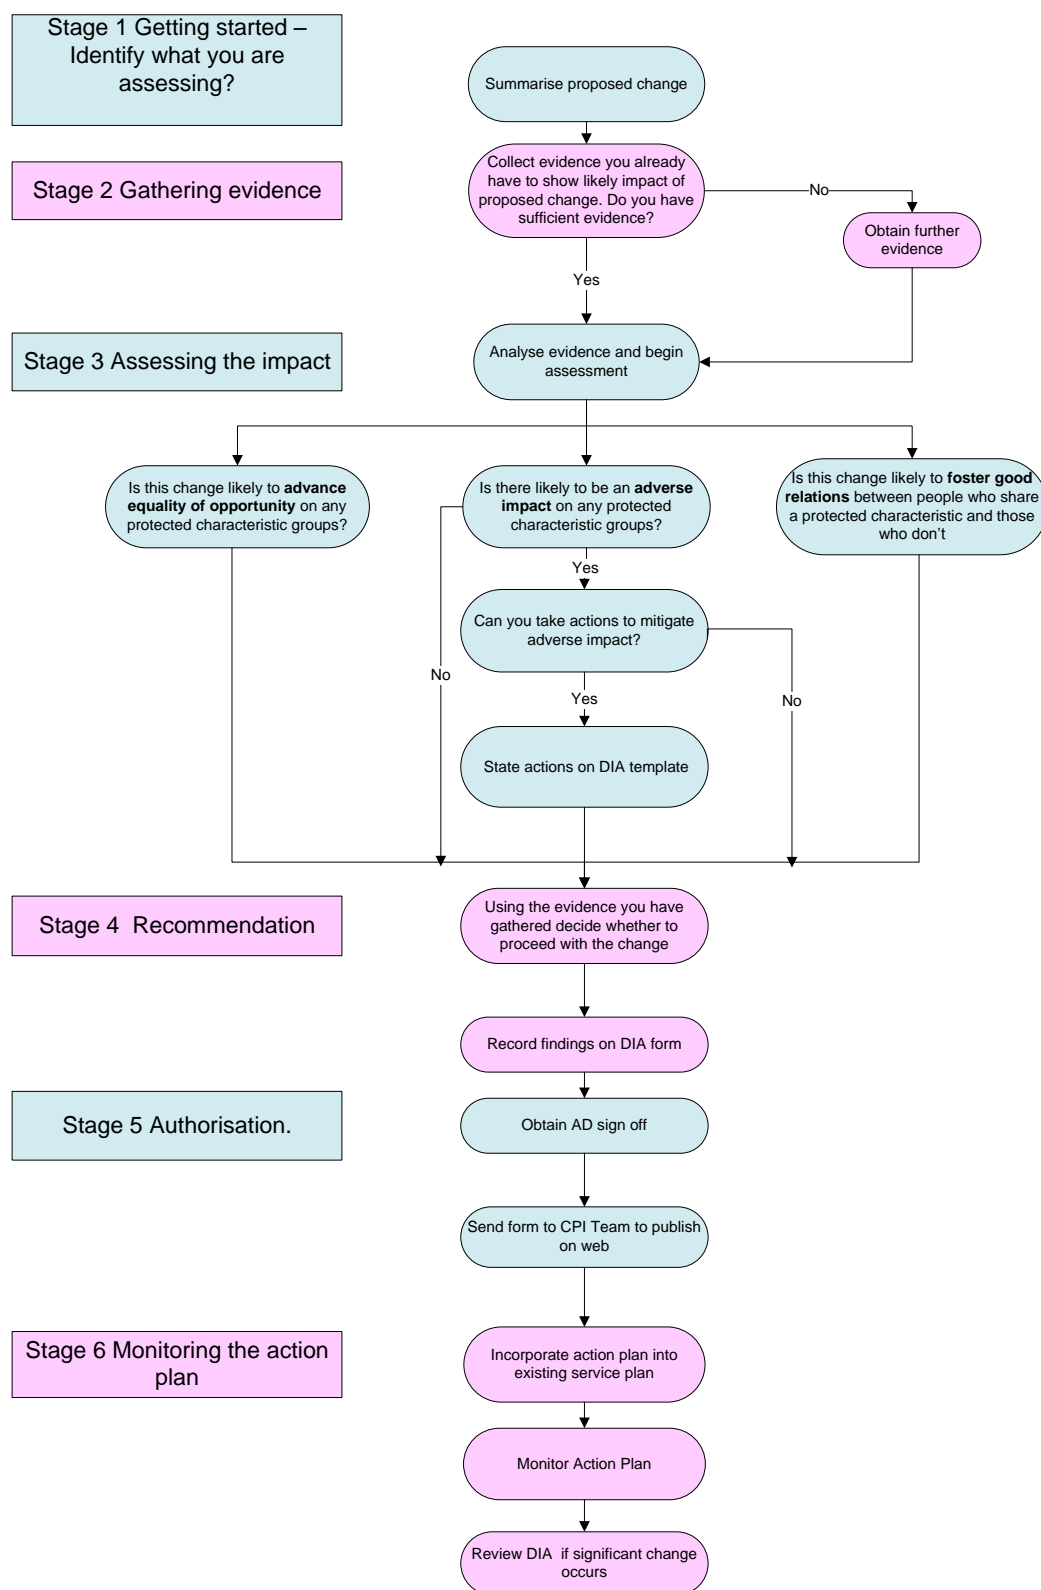 Stage 1 Getting started –
Identify what you are
assessing?
Summarise proposed change
Stage 2 Gathering evidence
Collect evidence you already
have to show likely impact of
proposed change. Do you have
sufficient evidence?
No
Obtain further
evidence
Yes
Stage 3 Assessing the impact
Analyse evidence and begin
assessment
Is this change likely to advance
equality of opportunity on any
protected characteristic groups?
Is there likely to be an adverse
impact on any protected
characteristic groups?
Is this change likely to foster good
relations between people who share
a protected characteristic and those
who don't
Yes
Can you take actions to mitigate
adverse impact?
No
Yes
No
State actions on DIA template
Stage 4  Recommendation
Using the evidence you have
gathered decide whether to
proceed with the change
Record findings on DIA form
Stage 5 Authorisation.
Obtain AD sign off
Send form to CPI Team to publish
on web
Stage 6 Monitoring the action
plan
Incorporate action plan into
existing service plan
Monitor Action Plan
Review DIA  if significant change
occurs